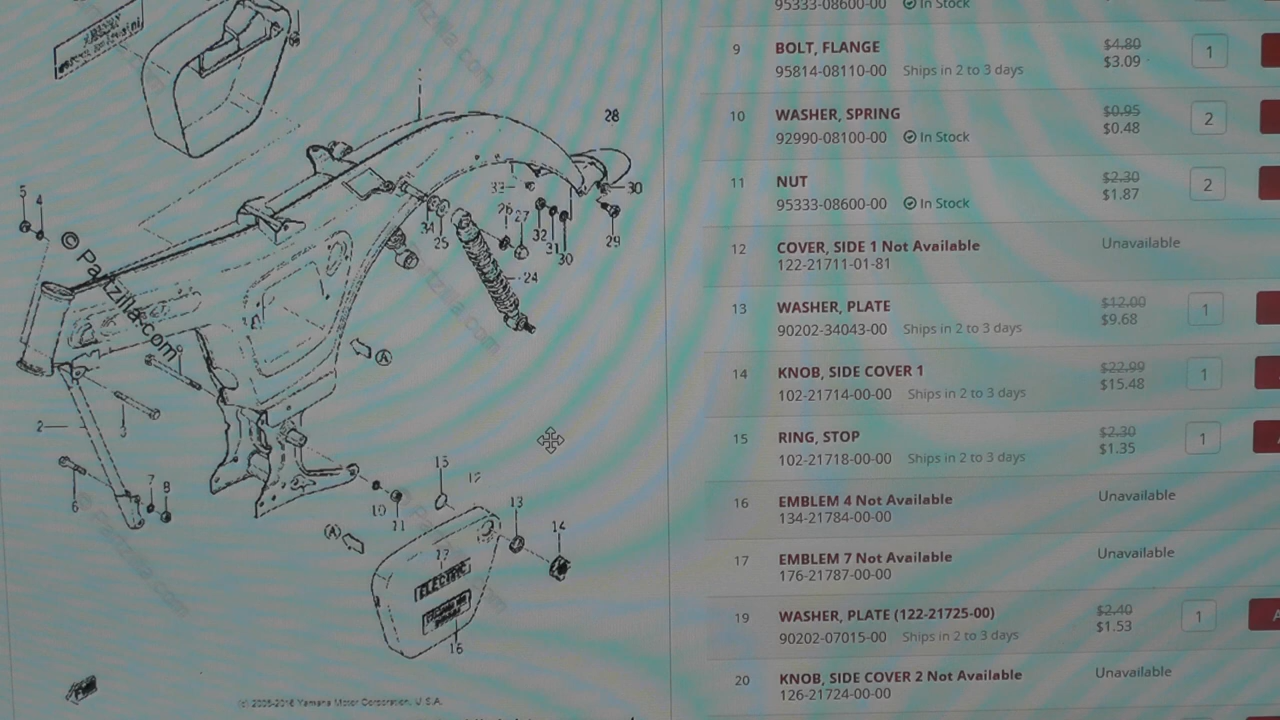 95333-08600-00 In Stock
9 BOLT, FLANGE $4.80
95814-08110-00 Ships in 2 to 3 days $3.09 1
10 WASHER, SPRING $0.95
92990-08100-00 In Stock $0.48 2
11 NUT $2.30
95333-08600-00 In Stock $1.87 2
12 COVER, SIDE 1 Not Available Unavailable
122-21711-01-81
13 WASHER, PLATE $12.00
90202-34043-00 Ships in 2 to 3 days $9.68 1
14 KNOB, SIDE COVER 1 $22.99
102-21714-00-00 Ships in 2 to 3 days $15.48 1
15 RING, STOP $2.30
102-21718-00-00 Ships in 2 to 3 days $1.35 1
16 EMBLEM 4 Not Available Unavailable
134-21784-00-00
17 EMBLEM 7 Not Available Unavailable
176-21787-00-00
19 WASHER, PLATE (122-21725-00) $2.40
90202-07015-00 Ships in 2 to 3 days $1.53 1
20 KNOB, SIDE COVER 2 Not Available Unavailable
126-21724-00-00
28
5
4
33
30
34
25
27
32
31
30
29
24
© Partzilla.com
A
2
3
6
7
8
10
11
15
12
13
14
A
17
ELECTRIC
16
(c) 2005-2016 Yamaha Motor Corporation, U.S.A.